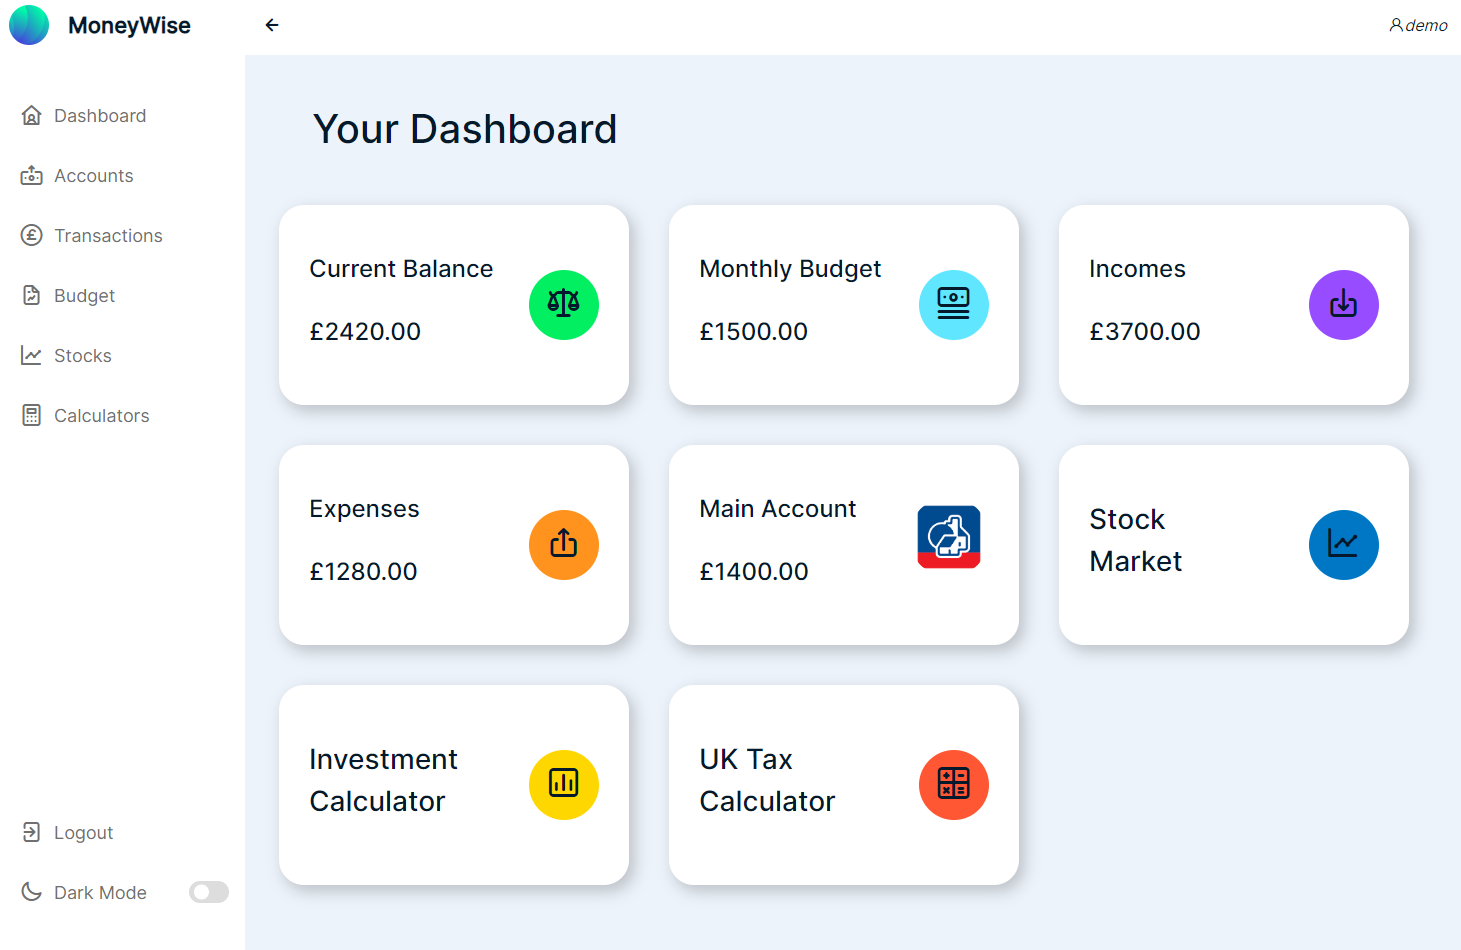 MoneyWise
demo
Dashboard
Accounts
Transactions
Budget
Stocks
Calculators
Logout
Dark Mode
Your Dashboard
Current Balance
£2420.00
Monthly Budget
£1500.00
Incomes
£3700.00
Expenses
£1280.00
Main Account
£1400.00
Stock
Market
Investment
Calculator
UK Tax
Calculator